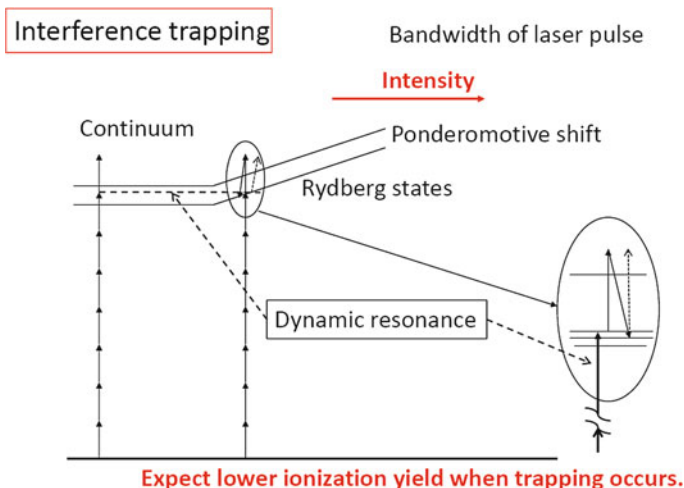 Interference trapping
Bandwidth of laser pulse
Intensity
Continuum
Ponderomotive shift
Rydberg states
Dynamic resonance
Expect lower ionization yield when trapping occurs.